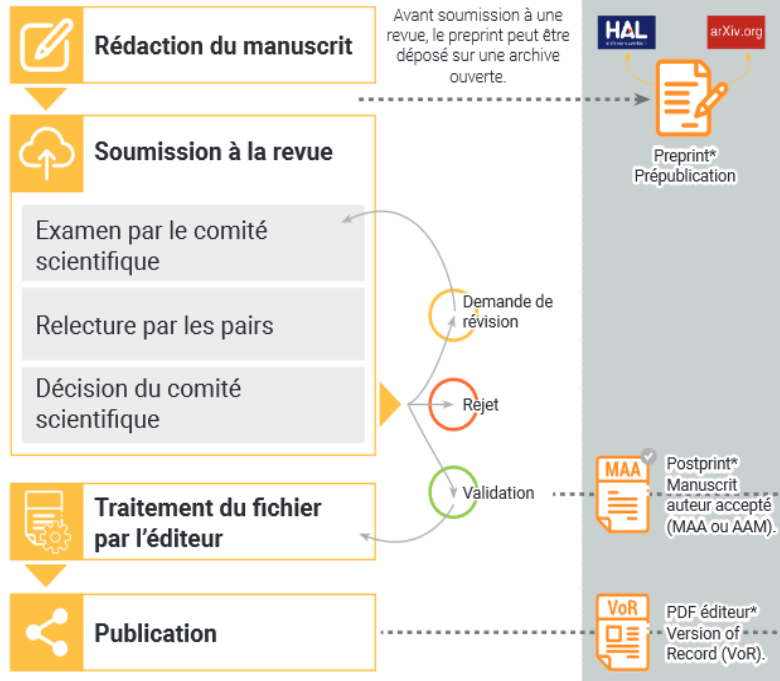 Rédaction du manuscrit
Avant soumission à une
revue, le preprint peut être
déposé sur une archive
ouverte.
HAL
arXiv.org
Preprint*
Prépublication
Soumission à la revue
Examen par le comité
scientifique
Relecture par les pairs
Décision du comité
scientifique
Demande de
révision
Rejet
Validation
MAA
Postprint*
Manuscrit
auteur accepté
(MAA ou AAM).
Traitement du fichier
par l’éditeur
Publication
VoR
PDF éditeur*
Version of
Record (VoR).